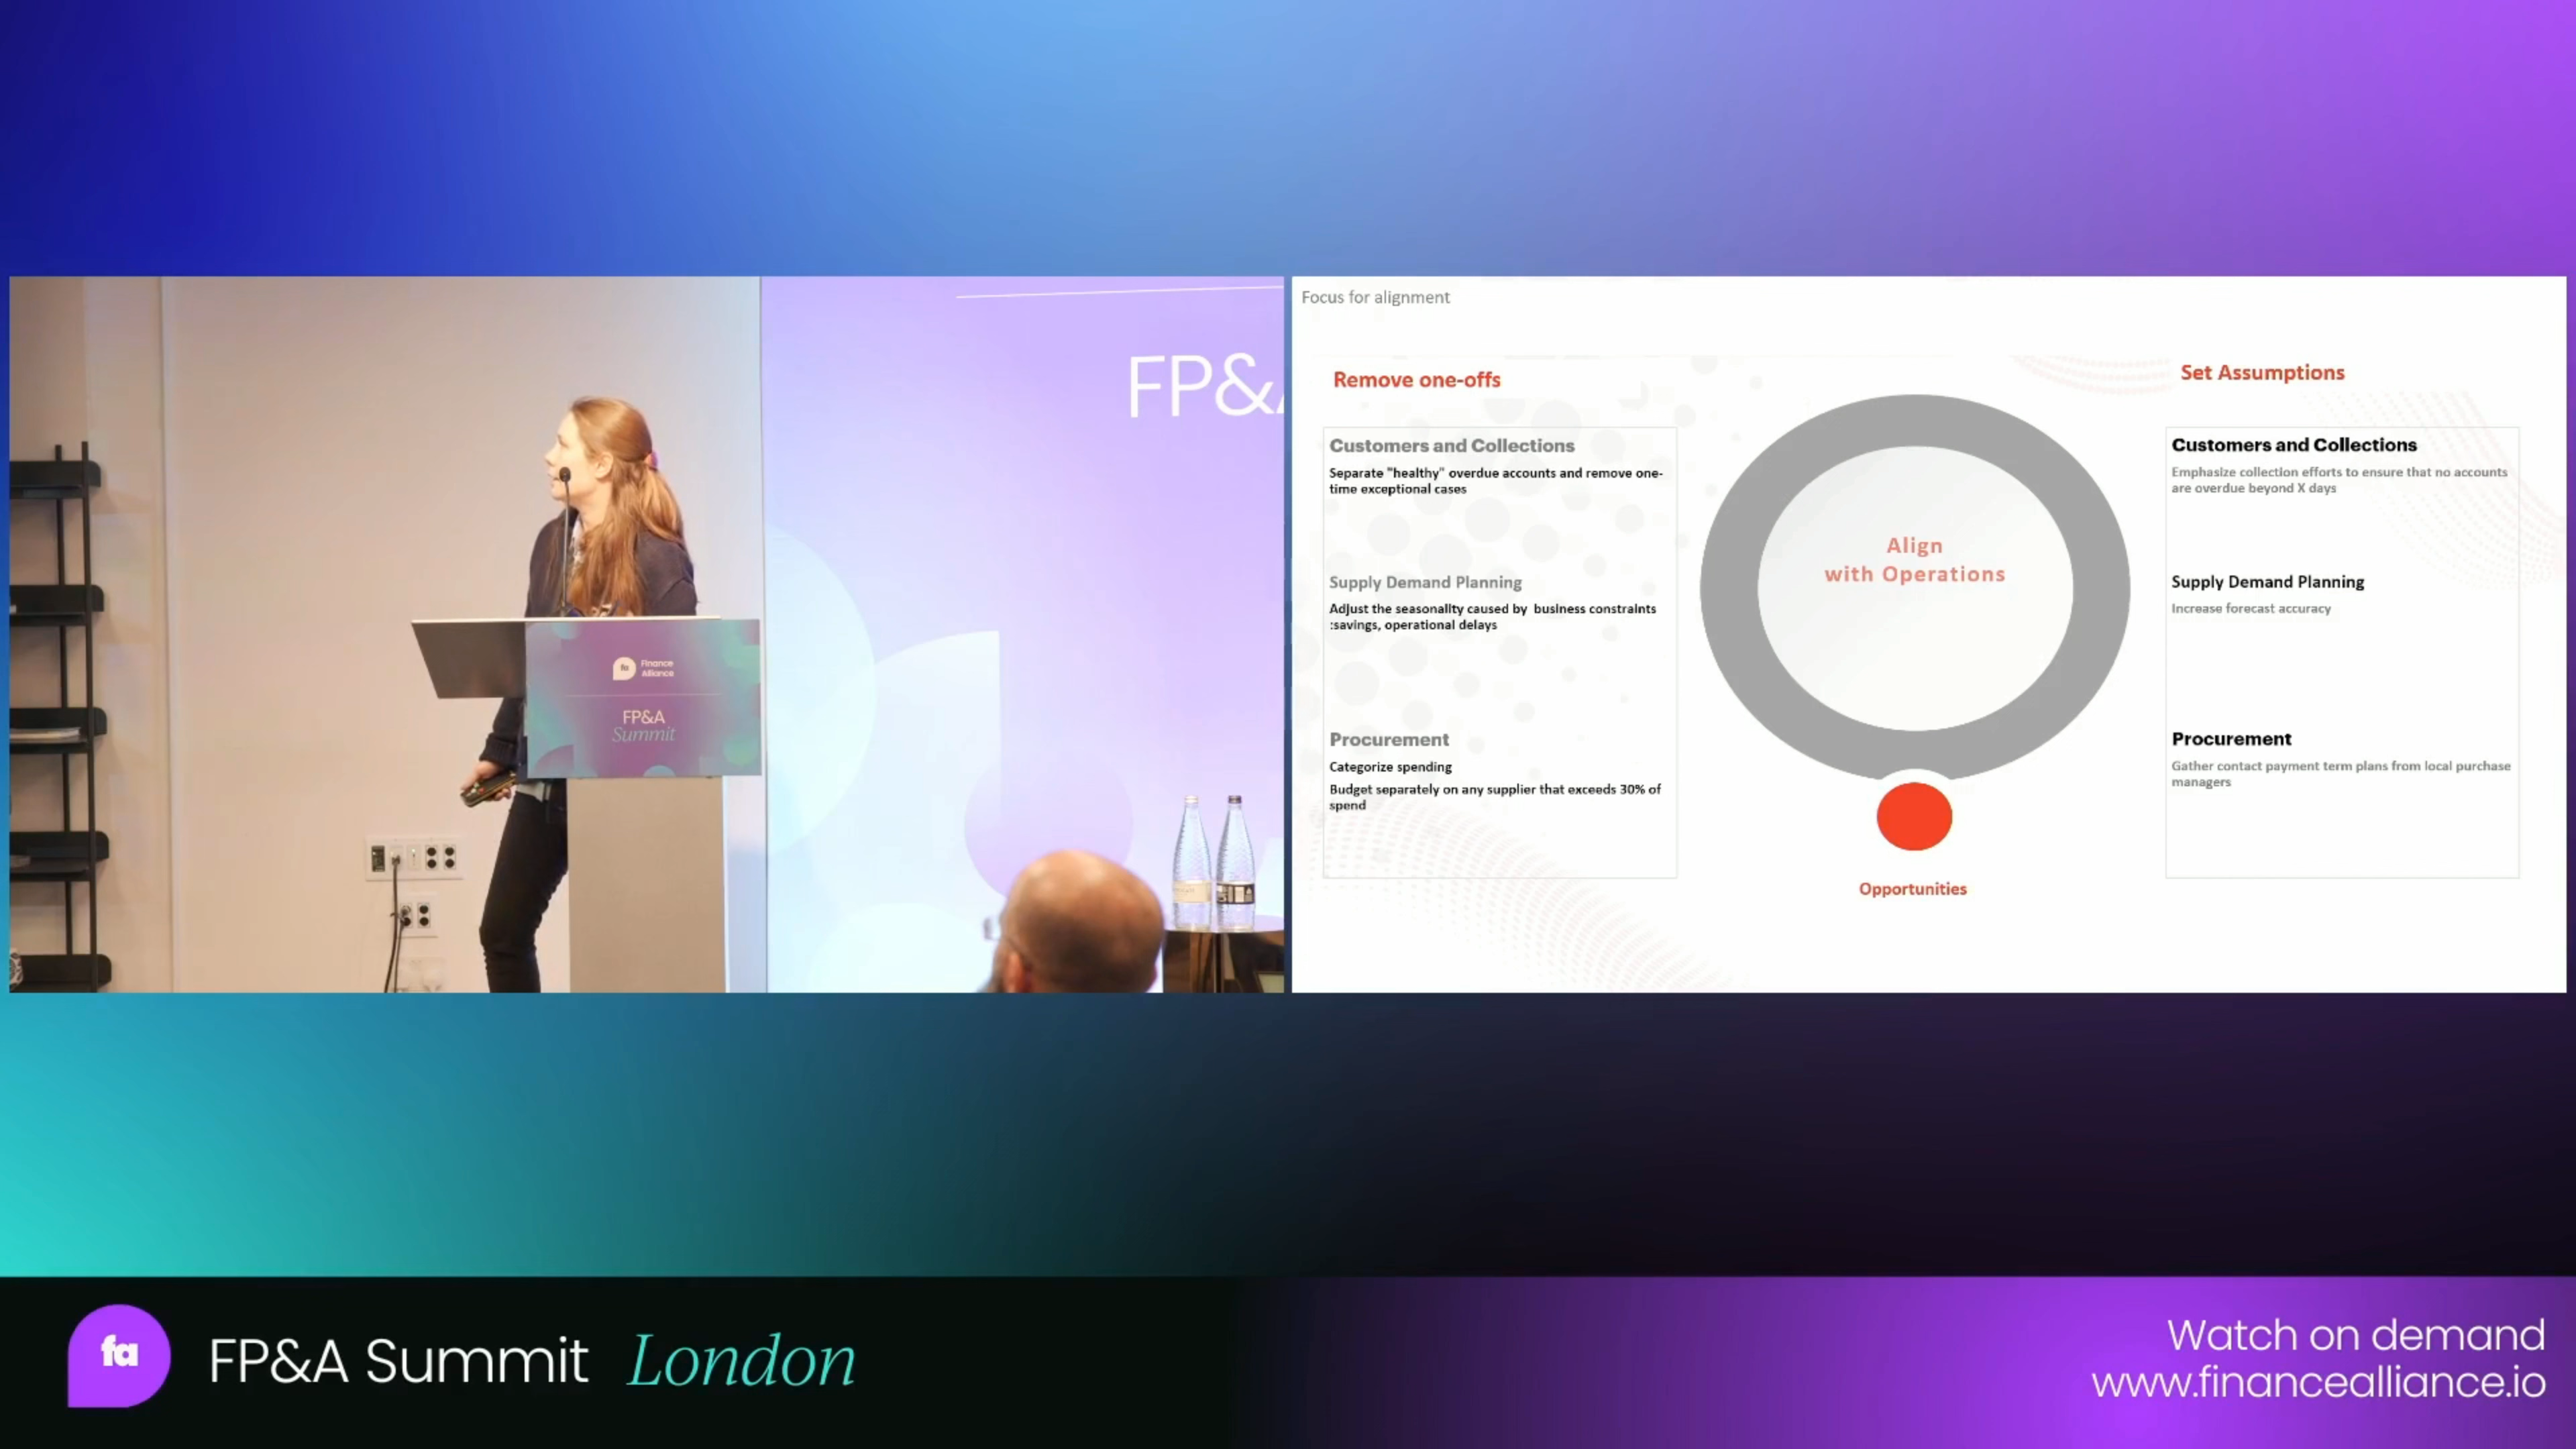 FP&
fa Finance
Alliance
FP&A
Summit
Focus for alignment
Remove one-offs
Customers and Collections
Separate "healthy" overdue accounts and remove one-
time exceptional cases
Supply Demand Planning
Adjust the seasonality caused by business constraints
:savings, operational delays
Procurement
Categorize spending
Budget separately on any supplier that exceeds 30% of
spend
Align
with Operations
Opportunities
Set Assumptions
Customers and Collections
Emphasize collection efforts to ensure that no accounts
are overdue beyond X days
Supply Demand Planning
Increase forecast accuracy
Procurement
Gather contact payment term plans from local purchase
managers
fa FP&A Summit London
Watch on demand
www.financealliance.io